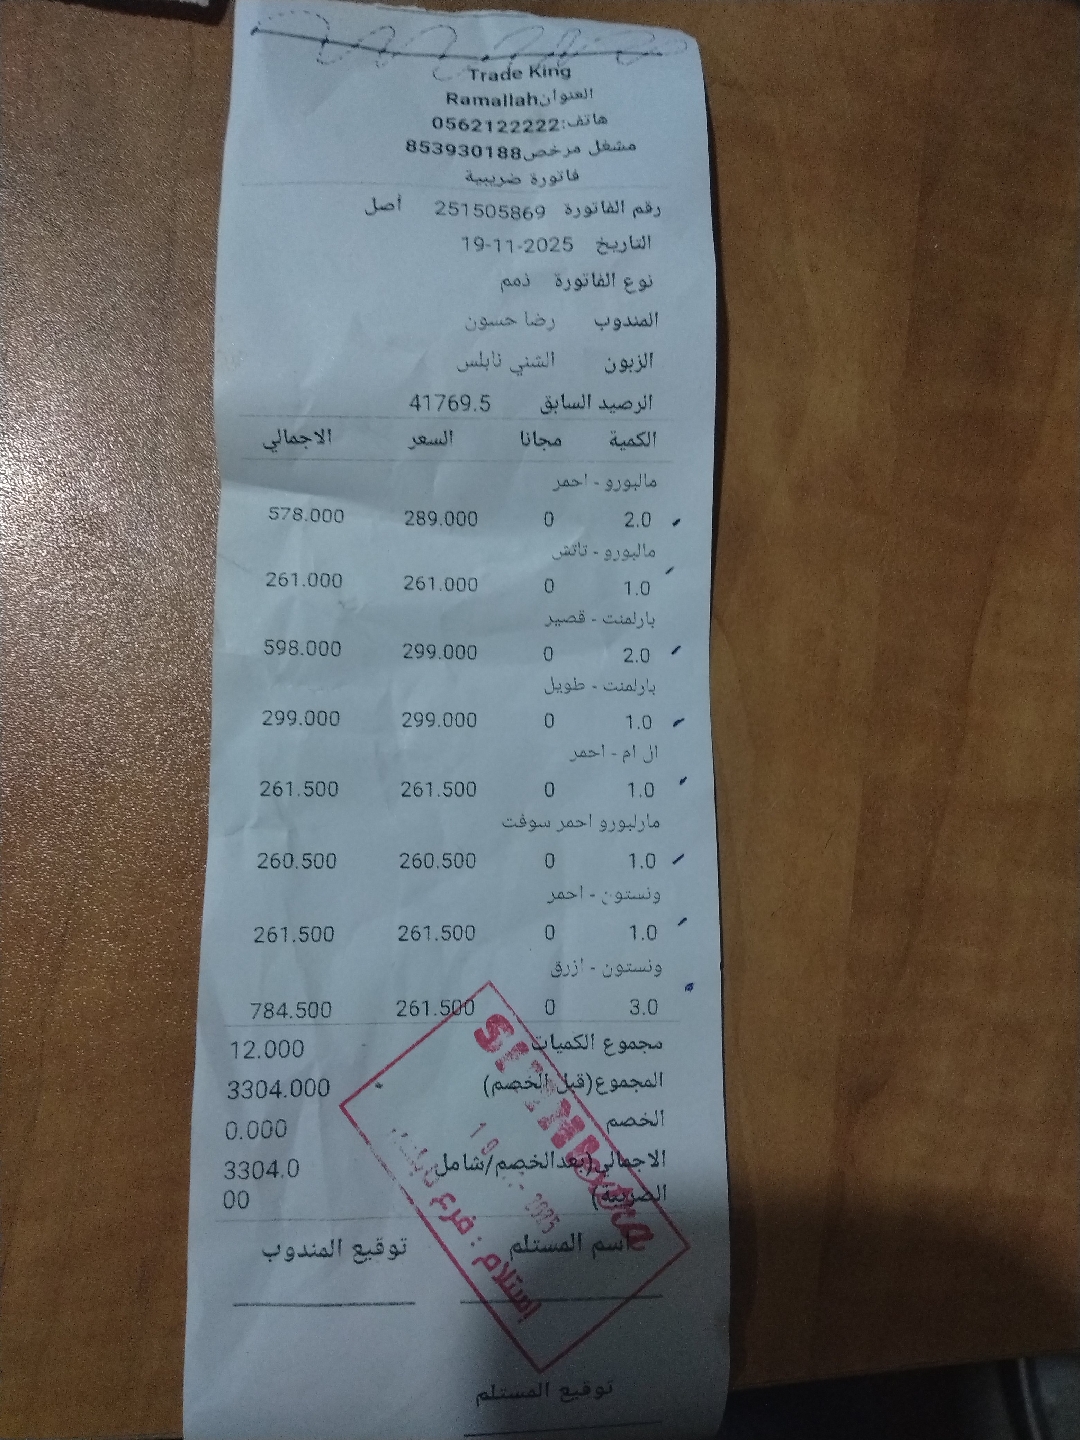 Trade King
العنوانRamallah
هاتف:0562122222
مشغل مرخص853930188
فاتورة ضريبية
رقم الفاتورة 251505869 أصل
التاريخ 19-11-2025
نوع الفاتورة ذمم
المندوب رضا حسون
الزبون الشني نابلس
الرصيد السابق 41769.5
الكمية مجانا السعر الاجمالي
مالبورو - احمر
2.0 0 289.000 578.000
مالبورو - تاتش
1.0 0 261.000 261.000
بارلمنت - قصير
2.0 0 299.000 598.000
بارلمنت - طويل
1.0 0 299.000 299.000
ال ام - احمر
1.0 0 261.500 261.500
مارلبورو احمر سوفت
1.0 0 260.500 260.500
ونستون - احمر
1.0 0 261.500 261.500
ونستون - ازرق
3.0 0 261.500 784.500
مجموع الكميات 12.000
المجموع(قبل الخصم) 3304.000
الخصم 0.000
الاجمالي(بعدالخصم/شامل 3304.0
الضريبة) 00
اسم المستلم توقيع المندوب
استلام : فرع
توقيع المستلم